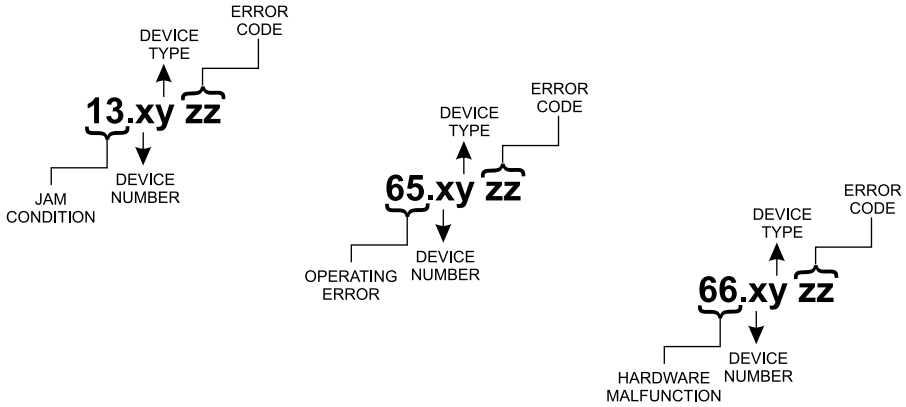 ERROR
CODE
DEVICE
TYPE
13.xy zz
DEVICE
NUMBER
JAM
CONDITION
ERROR
CODE
DEVICE
TYPE
65.xy zz
DEVICE
NUMBER
OPERATING
ERROR
ERROR
CODE
DEVICE
TYPE
66.xy zz
DEVICE
NUMBER
HARDWARE
MALFUNCTION